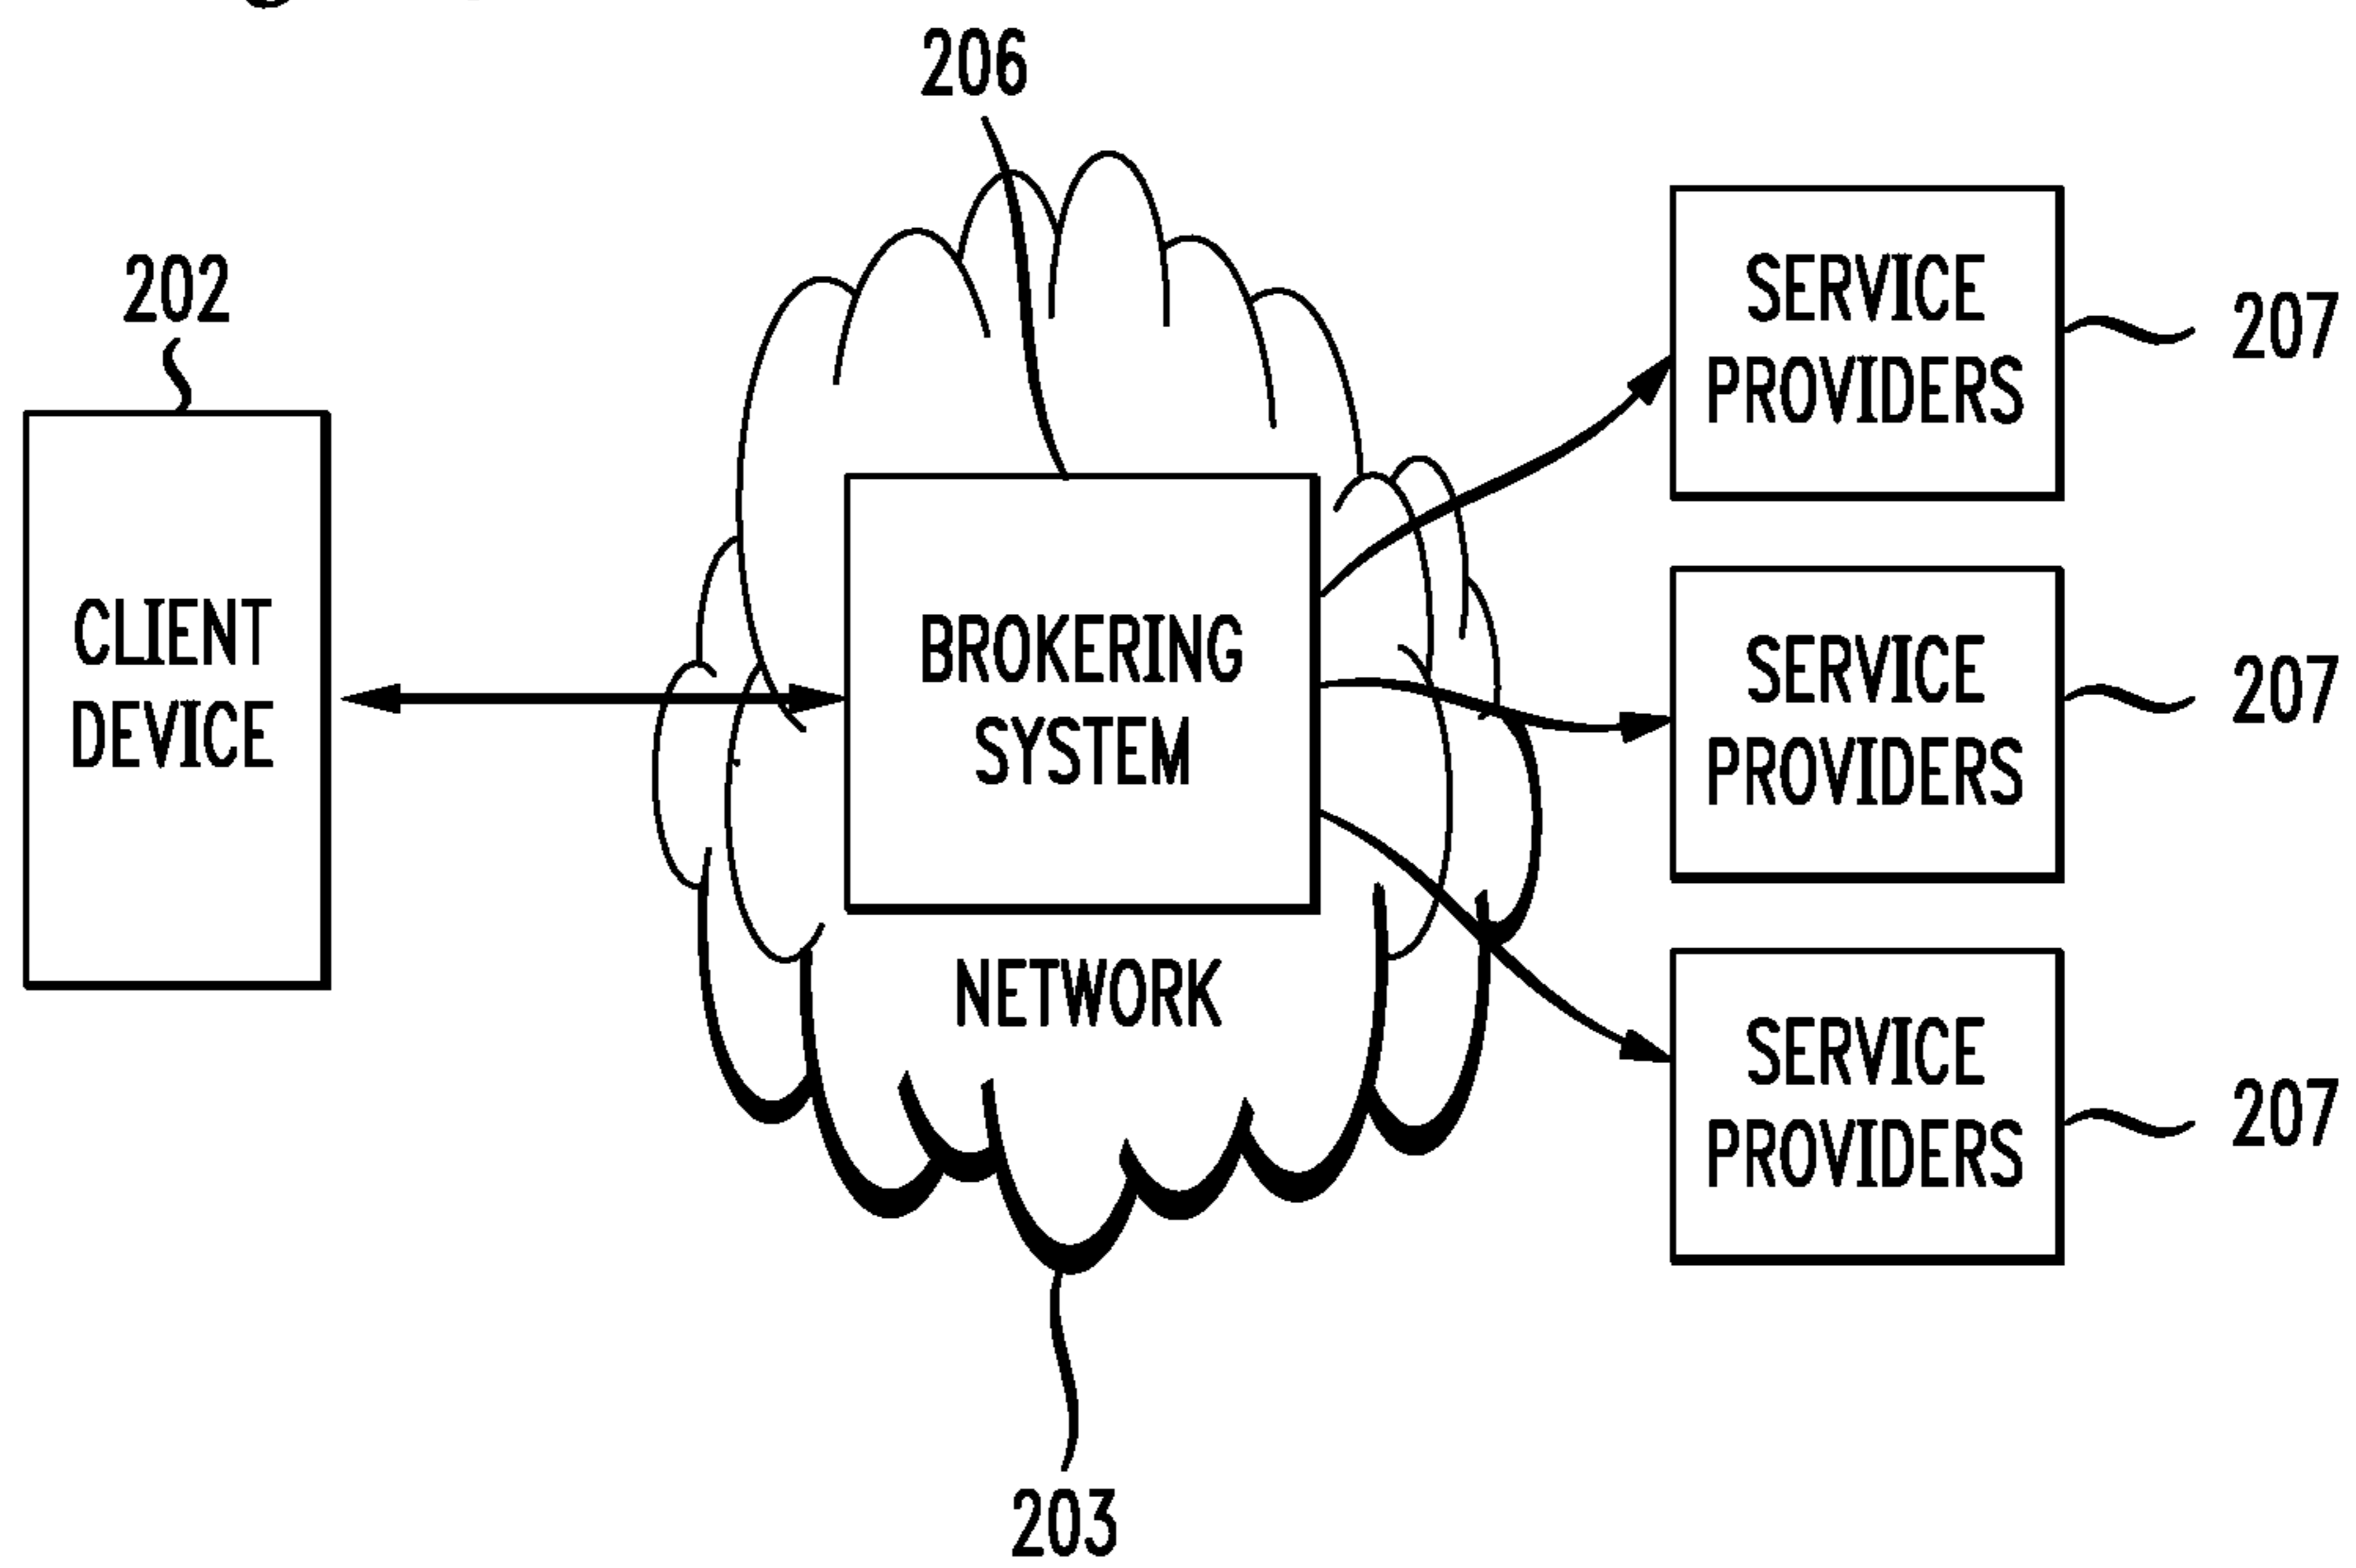 206
202
CLIENT
DEVICE
BROKERING
SYSTEM
NETWORK
203
SERVICE
PROVIDERS
207
SERVICE
PROVIDERS
207
SERVICE
PROVIDERS
207